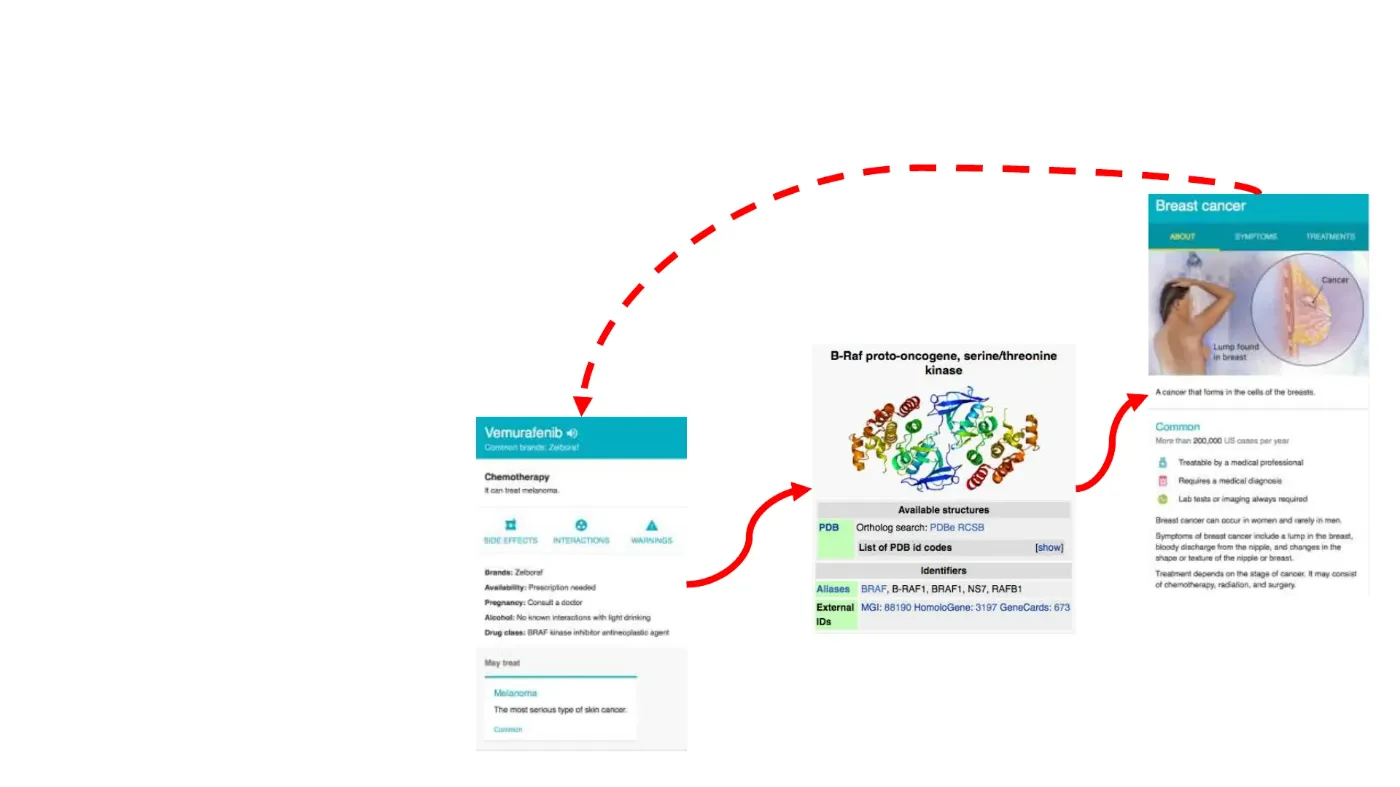 Breast cancer
ABOUT SYMPTOMS TREATMENTS
Cancer
Lump found
in breast
A cancer that forms in the cells of the breasts.
Common
More than 200,000 US cases per year
Treatable by a medical professional
Requires a medical diagnosis
Lab tests or imaging always required
Breast cancer can occur in women and rarely in men.
Symptoms of breast cancer include a lump in the breast,
bloody discharge from the nipple, and changes in the
shape or texture of the nipple or breast.
Treatment depends on the stage of cancer. It may consist
of chemotherapy, radiation, and surgery.
B-Raf proto-oncogene, serine/threonine
kinase
Available structures
PDB Ortholog search: PDBe RCSB
List of PDB id codes [show]
Identifiers
Aliases BRAF, B-RAF1, BRAF1, NS7, RAFB1
External IDs MGI: 88190 HomoloGene: 3197 GeneCards: 673
Vemurafenib
Common brands: Zelboraf
Chemotherapy
It can treat melanoma.
SIDE EFFECTS INTERACTIONS WARNINGS
Brands: Zelboraf
Availability: Prescription needed
Pregnancy: Consult a doctor
Alcohol: No known interactions with light drinking
Drug class: BRAF kinase inhibitor antineoplastic agent
May treat
Melanoma
The most serious type of skin cancer.
Common